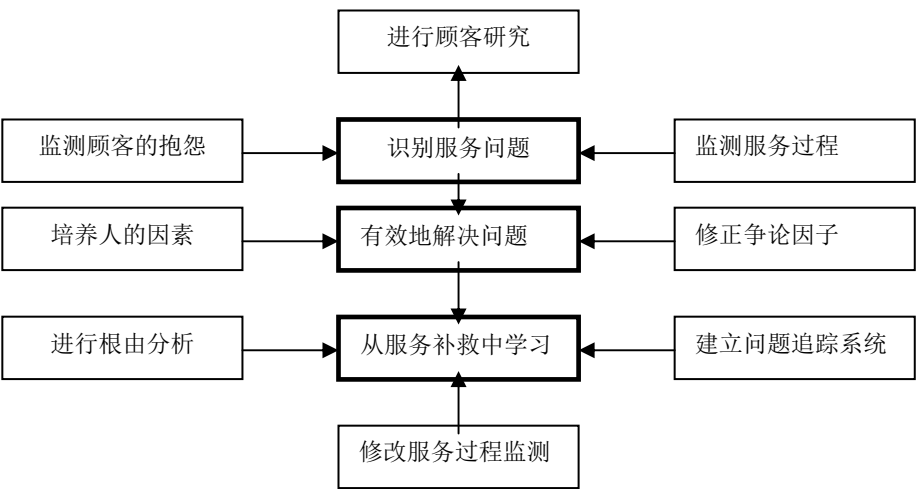 进行顾客研究
监测顾客的抱怨
识别服务问题
监测服务过程
培养人的因素
有效地解决问题
修正争论因子
进行根由分析
从服务补救中学习
建立问题追踪系统
修改服务过程监测